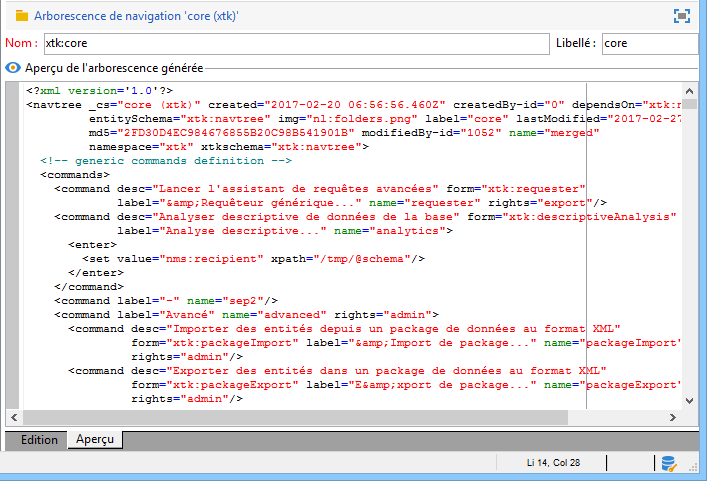 Arborescence de navigation 'core (xtk)'
Nom : xtk:core Libellé : core
Aperçu de l'arborescence générée
<?xml version='1.0'?>
<navtree _cs="core (xtk)" created="2017-02-20 06:56:56.460Z" createdBy-id="0" dependsOn="xtk:n
entitySchema="xtk:navtree" img="nl:folders.png" label="core" lastModified="2017-02-27
md5="2FD30D4EC984676855B20C98B541901B" modifiedBy-id="1052" name="merged"
namespace="xtk" xtkschema="xtk:navtree">
<!-- generic commands definition -->
<commands>
<command desc="Lancer l'assistant de requêtes avancées" form="xtk:requester"
label="&amp;Requêteur générique..." name="requester" rights="export"/>
<command desc="Analyser descriptive de données de la base" form="xtk:descriptiveAnalysis"
label="Analyse descriptive..." name="analytics">
<enter>
<set value="nms:recipient" xpath="/tmp/@schema"/>
</enter>
</command>
<command label="-" name="sep2"/>
<command label="Avancé" name="advanced" rights="admin">
<command desc="Importer des entités depuis un package de données au format XML"
form="xtk:packageImport" label="&amp;Import de package..." name="packageImport"
rights="admin"/>
<command desc="Exporter des entités dans un package de données au format XML"
form="xtk:packageExport" label="E&amp;xport de package..." name="packageExport"
rights="admin"/>
Edition Aperçu
Li 14, Col 28